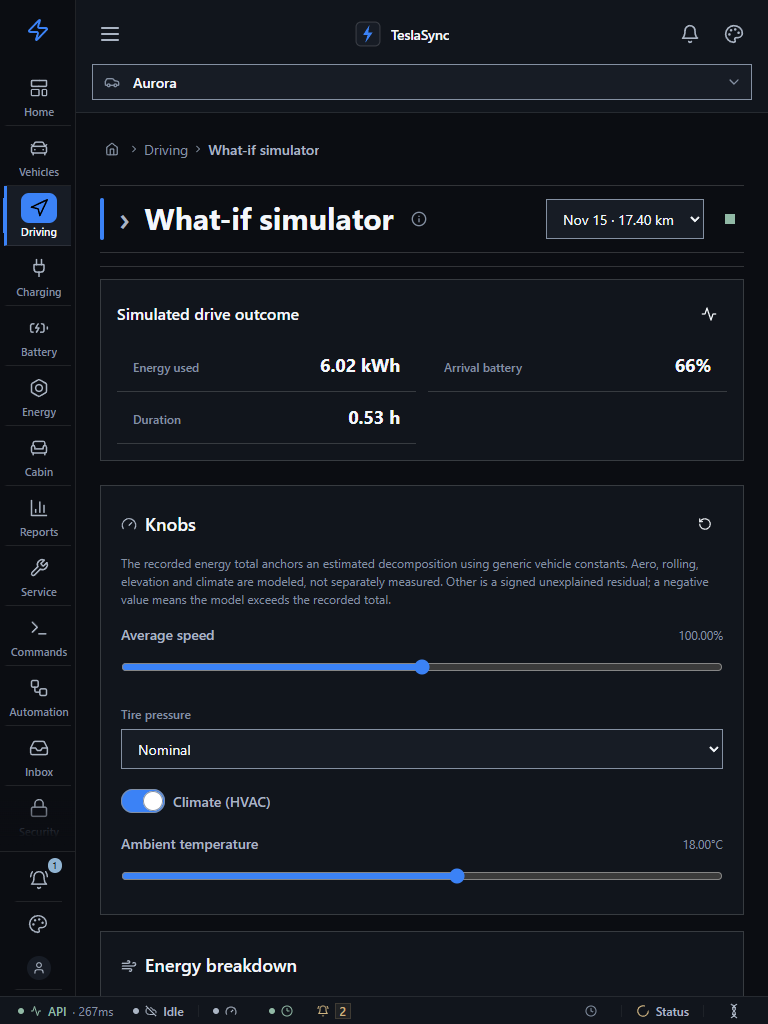 TeslaSync
Aurora
Home
Vehicles
Driving
Charging
Battery
Energy
Cabin
Reports
Service
Commands
Automation
Inbox
Security
1
Driving
What-if simulator
What-if simulator
Nov 15 · 17.40 km
Simulated drive outcome
Energy used
6.02 kWh
Arrival battery
66%
Duration
0.53 h
Knobs
The recorded energy total anchors an estimated decomposition using generic vehicle constants. Aero, rolling,
elevation and climate are modeled, not separately measured. Other is a signed unexplained residual; a negative
value means the model exceeds the recorded total.
Average speed
100.00%
Tire pressure
Nominal
Climate (HVAC)
Ambient temperature
18.00°C
Energy breakdown
API · 267ms
Idle
2
Status